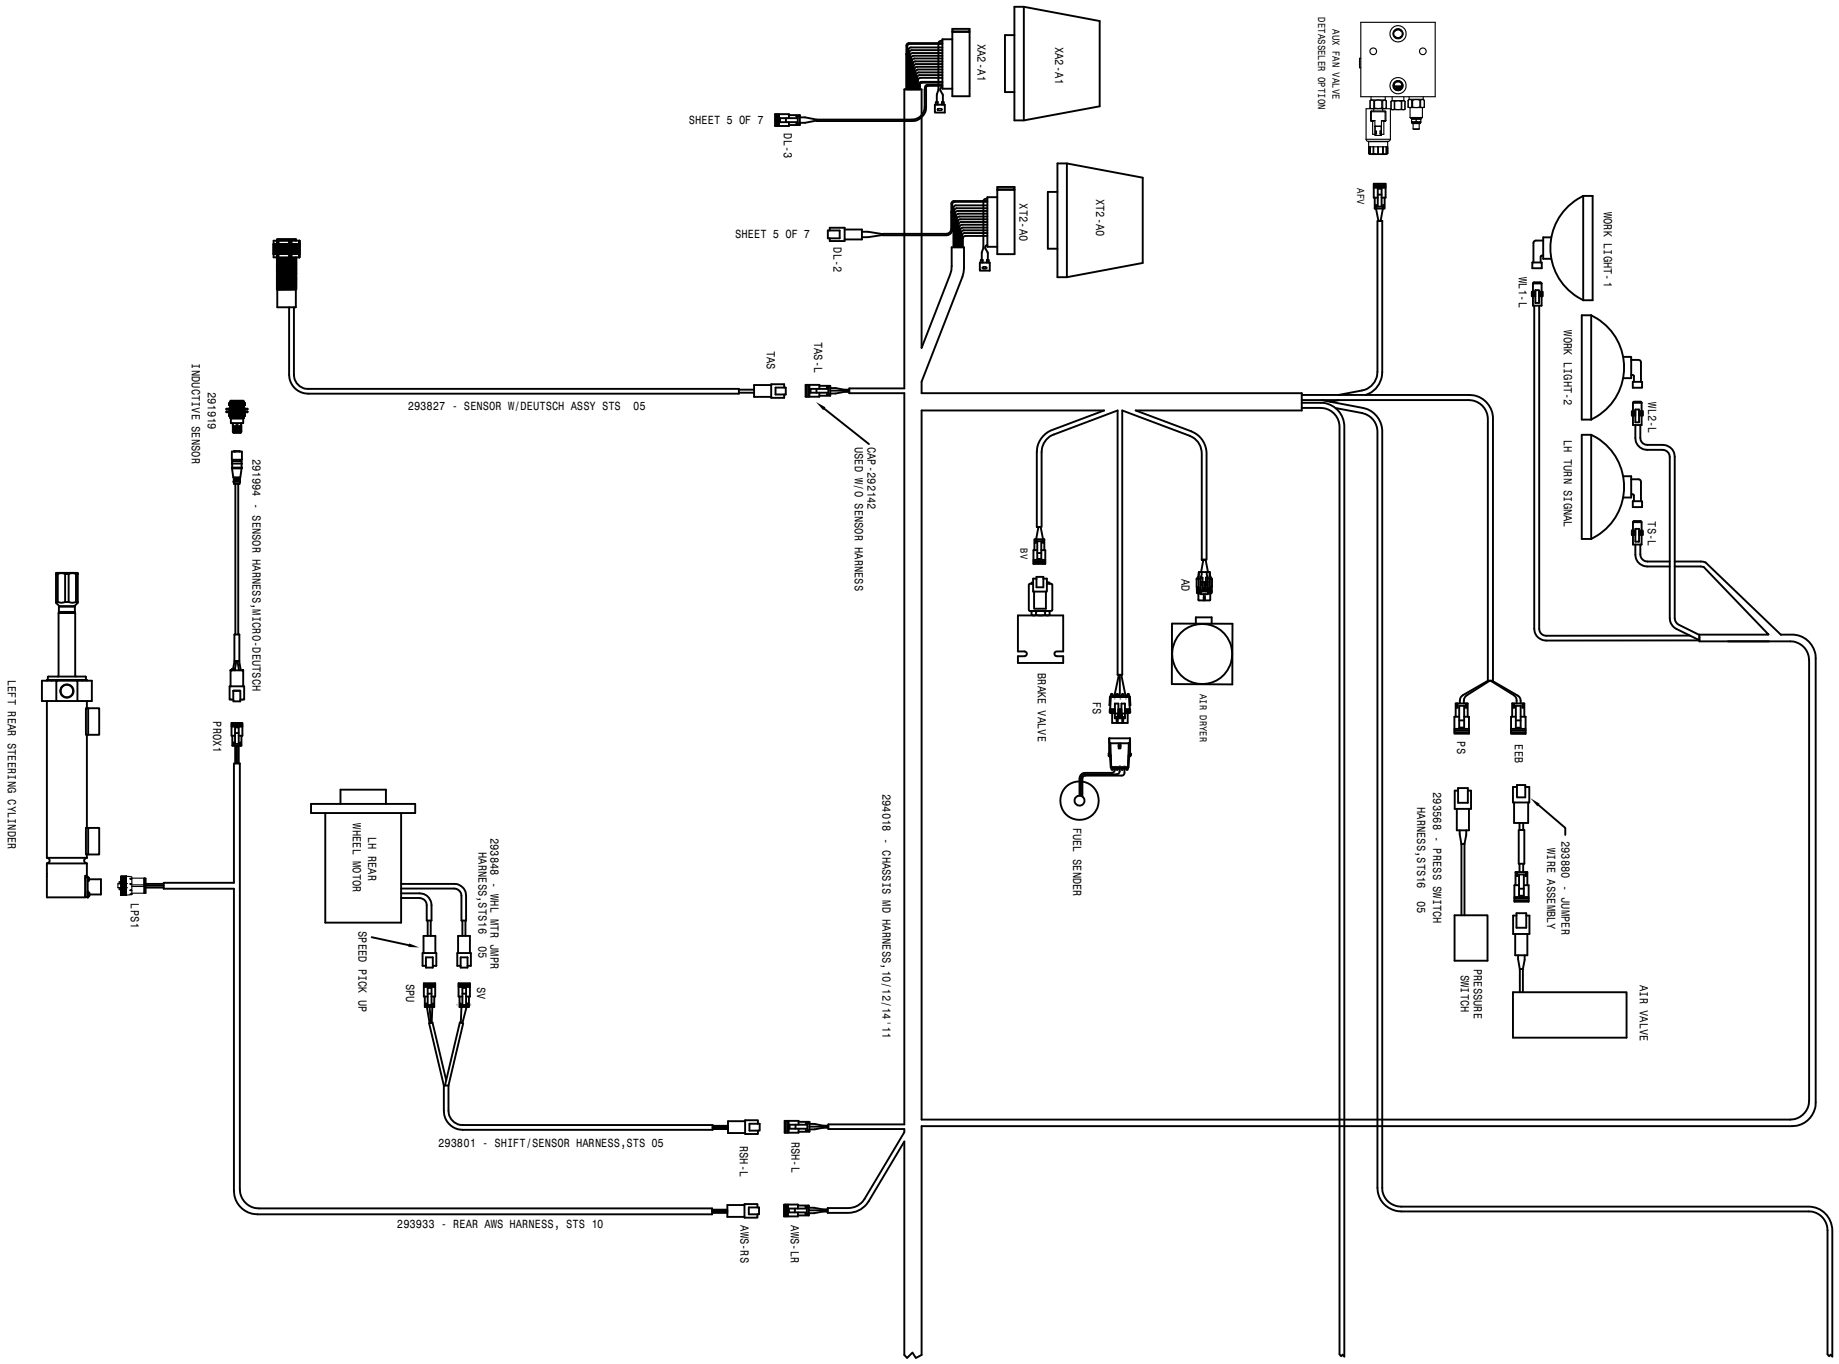 XA2-A1
XA2-A1
AUX FAN VALVE
DETASSELER OPTION
SHEET 5 OF 7
DL-3
XT2-A0
XT2-A0
SHEET 5 OF 7
DL-2
AFV
WORK LIGHT-1
WL1-L
WORK LIGHT-2
WL2-L
LH TURN SIGNAL
TS-L
TAS
TAS-L
293827 - SENSOR W/DEUTSCH ASSY STS  05
CAP-292142
USED W/O SENSOR HARNESS
291919
INDUCTIVE SENSOR
291994 - SENSOR HARNESS,MICRO-DEUTSCH
BV
BRAKE VALVE
AD
AIR DRYER
FS
FUEL SENDER
PS
EEB
293568 - PRESS SWITCH
HARNESS,STS16  05
293880 - JUMPER
WIRE ASSEMBLY
PRESSURE
SWITCH
AIR VALVE
PROX1
LEFT REAR STEERING CYLINDER
LPS1
LH REAR
WHEEL MOTOR
293848 - WHL MTR JMPR
HARNESS,STS16  05
SPEED PICK UP
SV
SPU
294018 - CHASSIS MD HARNESS,10/12/14'11
293801 - SHIFT/SENSOR HARNESS,STS 05
RSH-L
RSH-L
293933 - REAR AWS HARNESS, STS 10
AWS-RS
AWS-LR